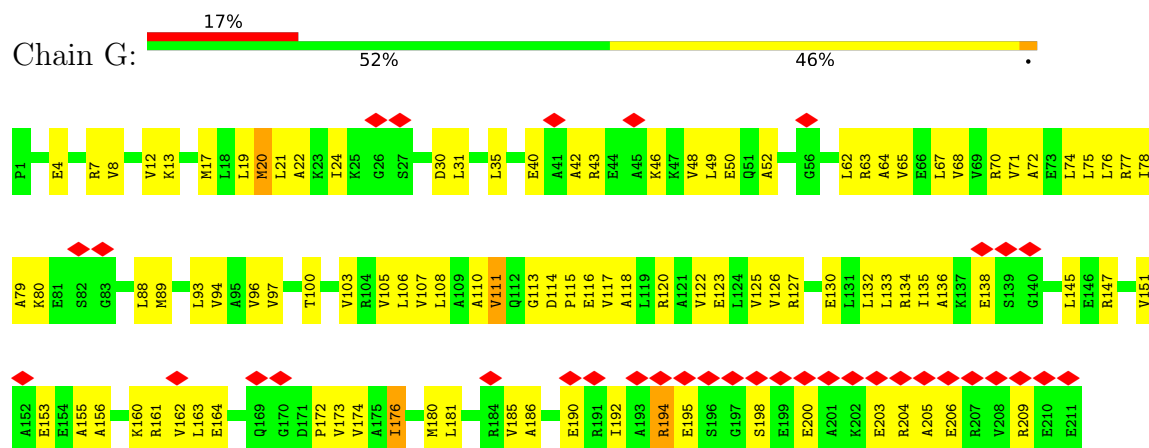 17%
Chain G:
52% 46% •
P1 E4 R7 V8 V12 K13 M17 L18 L19 M20 L21 A22 K23 I24 K25 G26 S27 D30 L31 L35 E40 A41 A42 R43 E44 A45 K46 K47 V48 L49 E50 Q51 A52 G56 L62 R63 A64 V65 E66 L67 V68 V69 R70 V71 A72 E73 L74 L75 L76 R77 I78
A79 K80 E81 S82 G83 L88 M89 L93 V94 A95 V96 V97 T100 V103 R104 V105 L106 V107 L108 A109 A110 V111 Q112 G113 D114 P115 E116 V117 A118 L119 R120 A121 V122 E123 L124 V125 V126 R127 E130 L131 L132 L133 R134 I135 A136 K137 E138 S139 G140 L145 E146 R147 V151
A152 E153 E154 A155 A156 K160 R161 V162 L163 E164 Q169 G170 D171 P172 V173 V174 A175 I176 M180 L181 R184 V185 A186 E190 R191 I192 A193 R194 E195 S196 G197 S198 E199 E200 A201 K202 E203 R204 A205 E206 R207 V208 R209 E210 E211